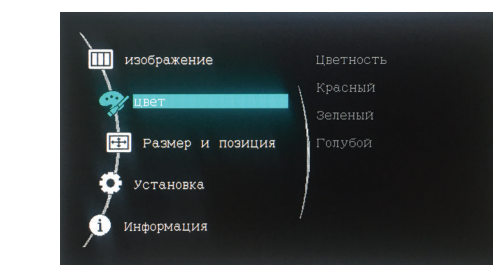 изображение
цвет
Размер и позиция
Установка
Информация
Цветность
Красный
Зеленый
Голубой